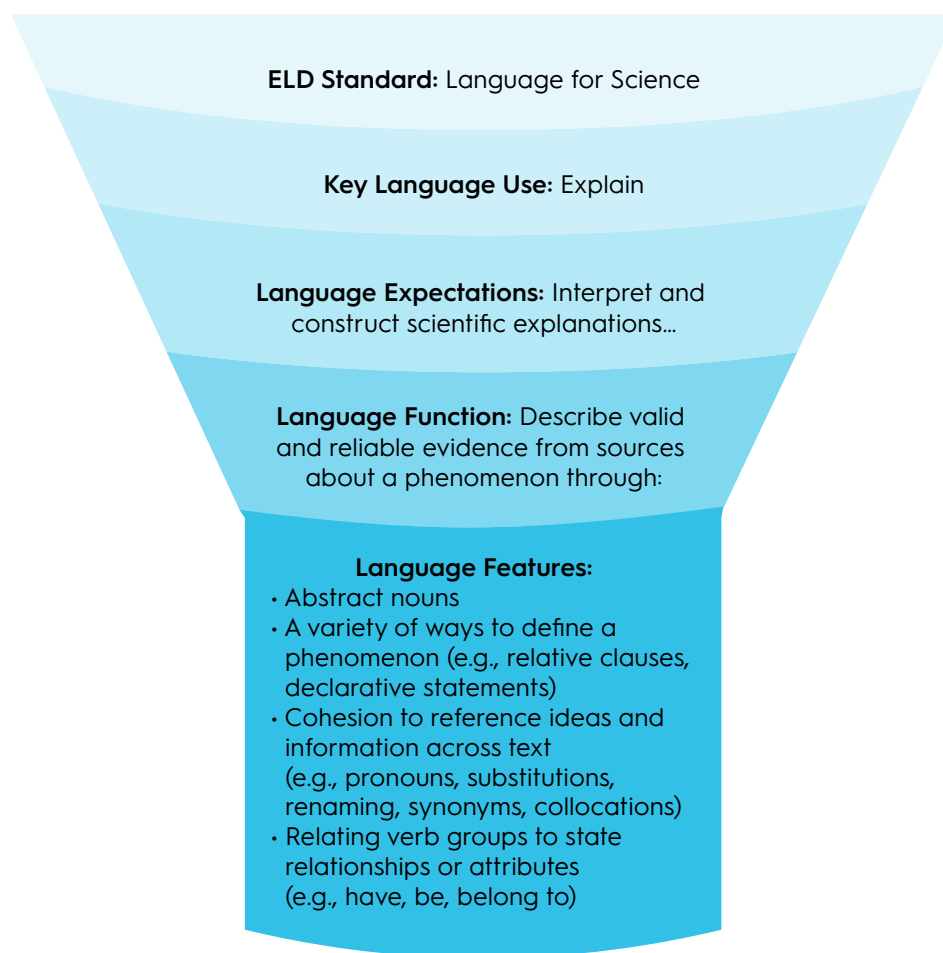 ELD Standard: Language for Science
Key Language Use: Explain
Language Expectations: Interpret and
construct scientific explanations...
Language Function: Describe valid
and reliable evidence from sources
about a phenomenon through:
Language Features:
• Abstract nouns
• A variety of ways to define a
phenomenon (e.g., relative clauses,
declarative statements)
• Cohesion to reference ideas and
information across text
(e.g., pronouns, substitutions,
renaming, synonyms, collocations)
• Relating verb groups to state
relationships or attributes
(e.g., have, be, belong to)